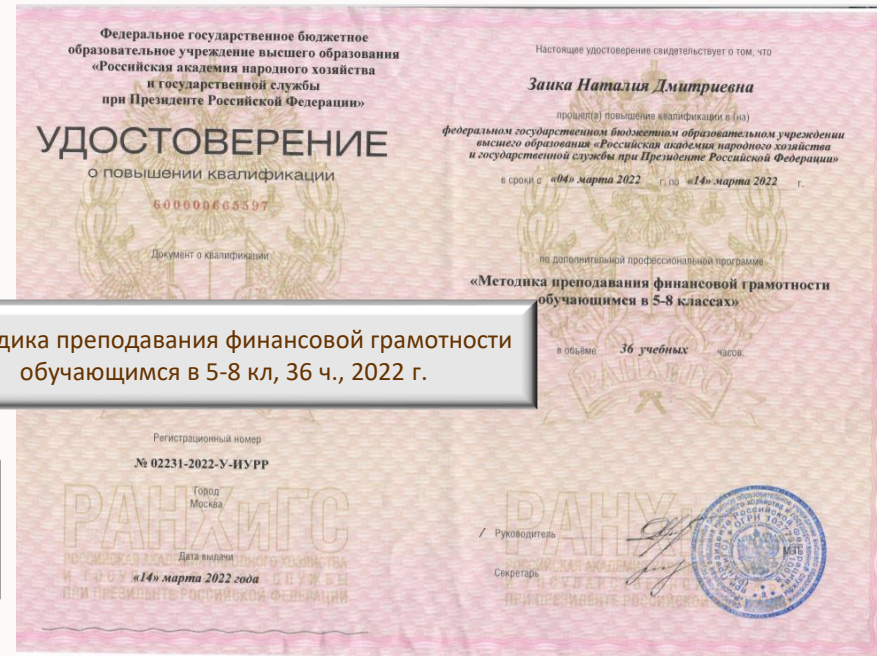 Федеральное государственное бюджетное
образовательное учреждение высшего образования
«Российская академия народного хозяйства
и государственной службы
при Президенте Российской Федерации»
УДОСТОВЕРЕНИЕ
о повышении квалификации
600000665597
Документ о квалификации
дика преподавания финансовой грамотности
обучающимся в 5-8 кл, 36 ч., 2022 г.
Регистрационный номер
№ 02231-2022-У-ИУРР
Город
Москва
Дата выдачи
«14» марта 2022 года
РАНХиГС
Настоящее удостоверение свидетельствует о том, что
Заика Наталия Дмитриевна
прошел(а) повышение квалификации в (на)
федеральном государственном бюджетном образовательном учреждении
высшего образования «Российская академия народного хозяйства
и государственной службы при Президенте Российской Федерации»
в сроки с «04» марта 2022 г. по «14» марта 2022 г.
по дополнительной профессиональной программе
«Методика преподавания финансовой грамотности
обучающимся в 5-8 классах»
в объёме 36 учебных часов.
Руководитель
Секретарь